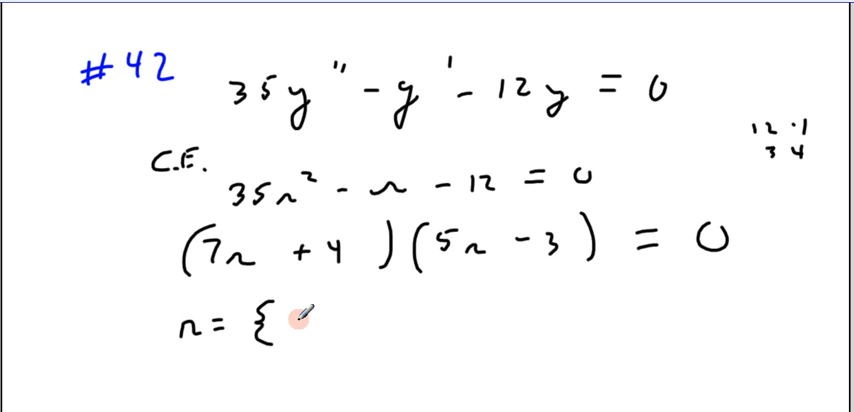 #42
35y" - y' - 12y = 0
12 · 1
3 4
C.E.
35r² - r - 12 = 0
(7r + 4)(5r - 3) = 0
r = {